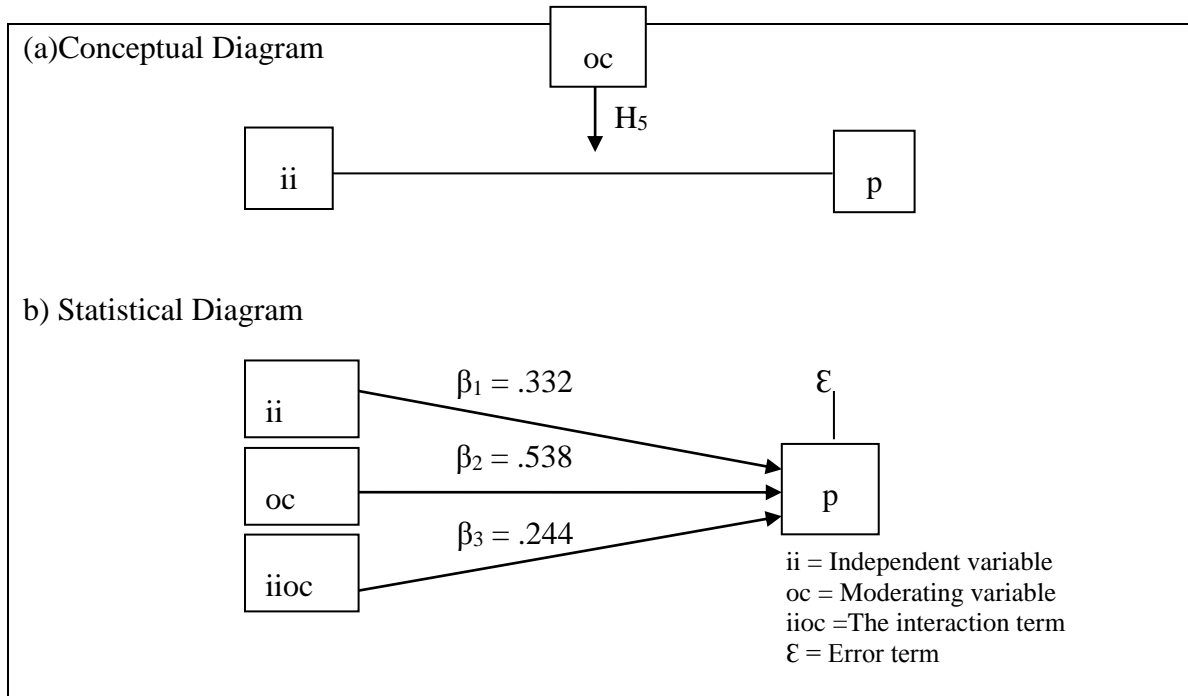 (a)Conceptual Diagram
oc
H₅
ii
p
b) Statistical Diagram
β₁ = .332
Ɛ
ii
β₂ = .538
oc
p
β₃ = .244
iioc
ii = Independent variable
oc = Moderating variable
iioc =The interaction term
Ɛ = Error term